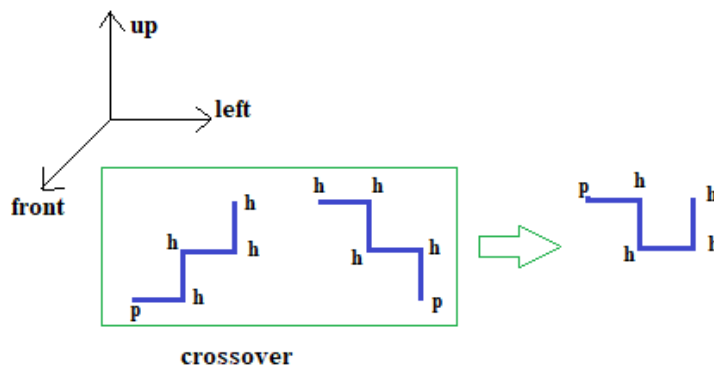 up
left
front
h h h p h
h h h h
p h p
crossover